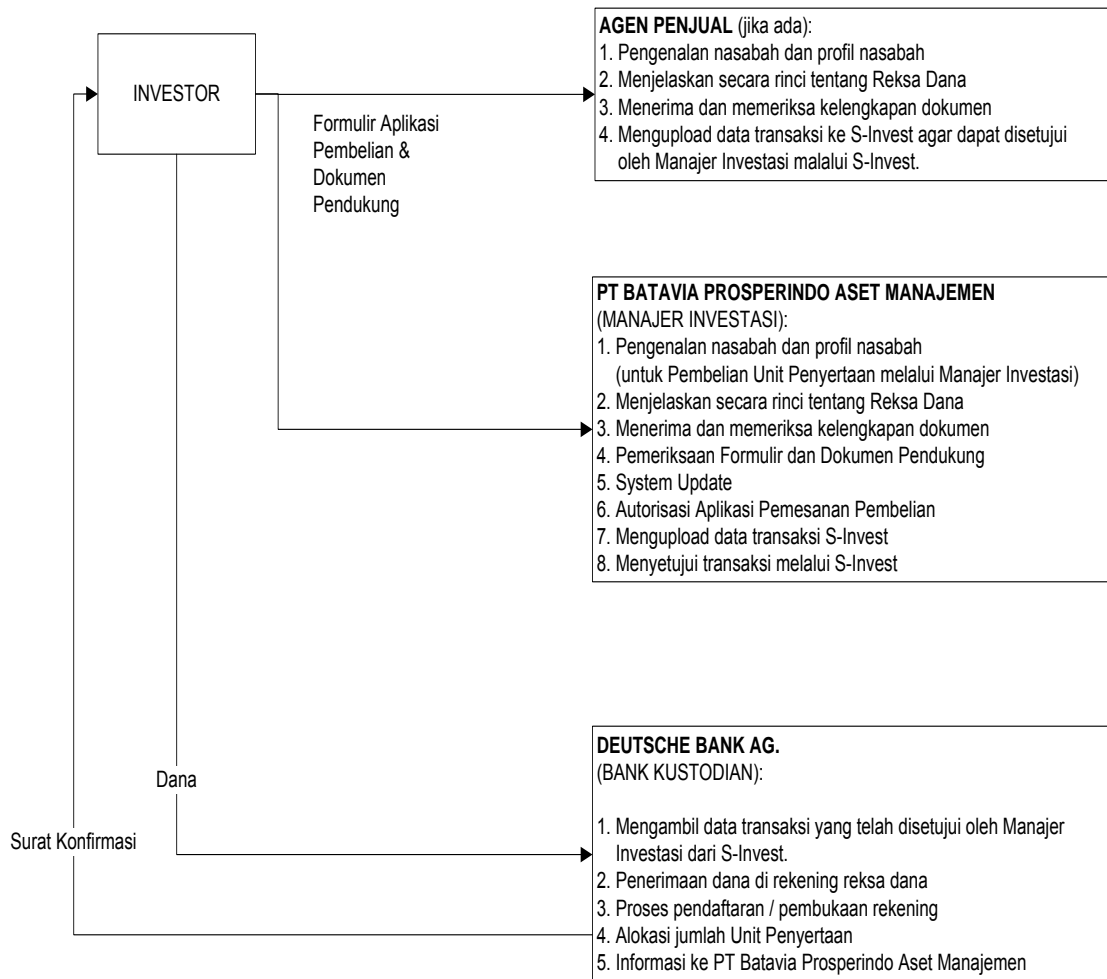 INVESTOR
Formulir Aplikasi
Pembelian &
Dokumen
Pendukung
AGEN PENJUAL (jika ada):
1. Pengenalan nasabah dan profil nasabah
2. Menjelaskan secara rinci tentang Reksa Dana
3. Menerima dan memeriksa kelengkapan dokumen
4. Mengupload data transaksi ke S-Invest agar dapat disetujui
oleh Manajer Investasi malalui S-Invest.
PT BATAVIA PROSPERINDO ASET MANAJEMEN
(MANAJER INVESTASI):
1. Pengenalan nasabah dan profil nasabah
(untuk Pembelian Unit Penyertaan melalui Manajer Investasi)
2. Menjelaskan secara rinci tentang Reksa Dana
3. Menerima dan memeriksa kelengkapan dokumen
4. Pemeriksaan Formulir dan Dokumen Pendukung
5. System Update
6. Autorisasi Aplikasi Pemesanan Pembelian
7. Mengupload data transaksi S-Invest
8. Menyetujui transaksi melalui S-Invest
Dana
Surat Konfirmasi
DEUTSCHE BANK AG.
(BANK KUSTODIAN):
1. Mengambil data transaksi yang telah disetujui oleh Manajer
Investasi dari S-Invest.
2. Penerimaan dana di rekening reksa dana
3. Proses pendaftaran / pembukaan rekening
4. Alokasi jumlah Unit Penyertaan
5. Informasi ke PT Batavia Prosperindo Aset Manajemen